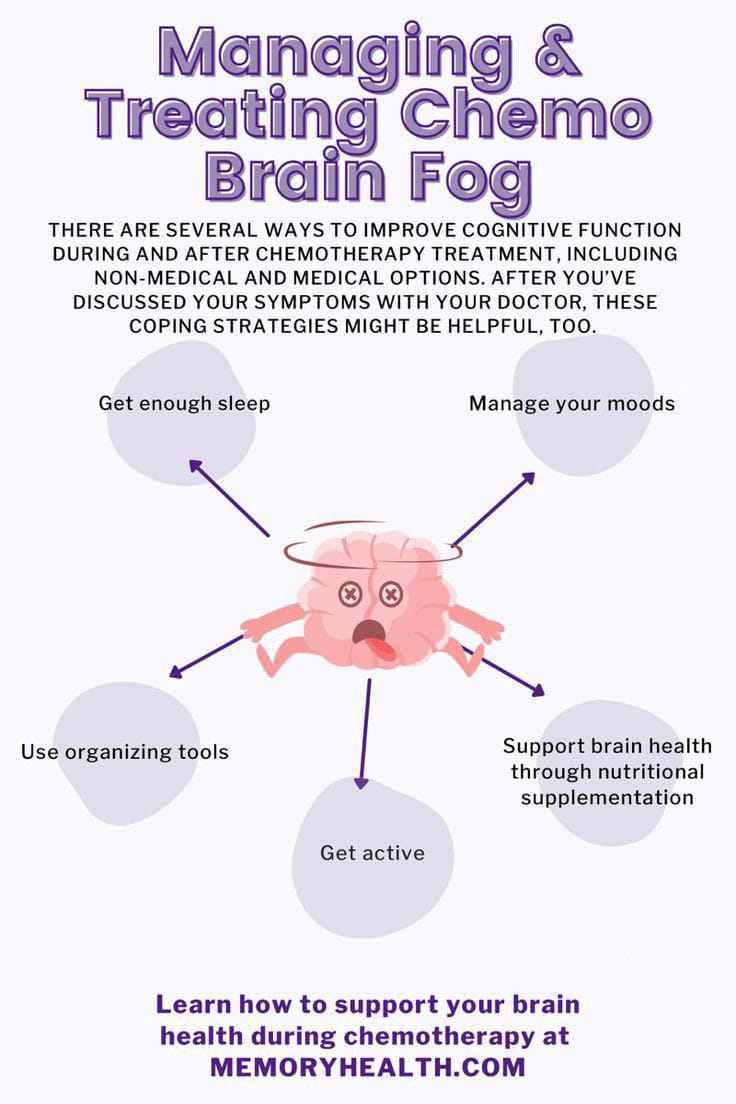 Managing &
Treating Chemo
Brain Fog
THERE ARE SEVERAL WAYS TO IMPROVE COGNITIVE FUNCTION
DURING AND AFTER CHEMOTHERAPY TREATMENT, INCLUDING
NON-MEDICAL AND MEDICAL OPTIONS. AFTER YOU’VE
DISCUSSED YOUR SYMPTOMS WITH YOUR DOCTOR, THESE
COPING STRATEGIES MIGHT BE HELPFUL, TOO.
Get enough sleep
Manage your moods
Use organizing tools
Support brain health
through nutritional
supplementation
Get active
Learn how to support your brain
health during chemotherapy at
MEMORYHEALTH.COM